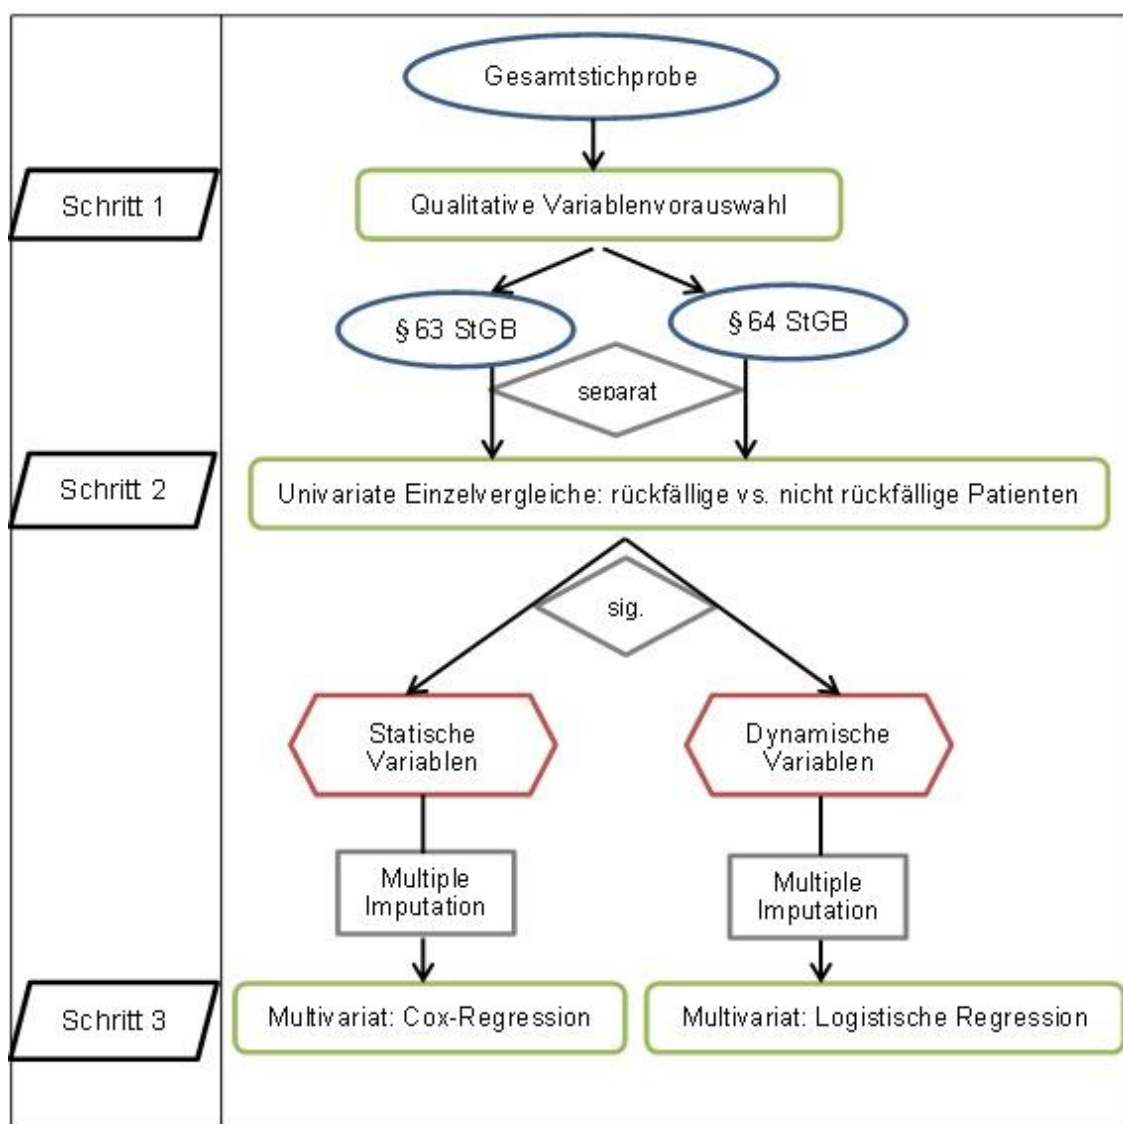 Gesamtstichprobe
Schritt 1
Qualitative Variablenvorauswahl
§ 63 StGB
§ 64 StGB
separat
Schritt 2
Univariate Einzelvergleiche: rückfällige vs. nicht rückfällige Patienten
sig.
Statische
Variablen
Dynamische
Variablen
Multiple
Imputation
Multiple
Imputation
Schritt 3
Multivariat: Cox-Regression
Multivariat: Logistische Regression